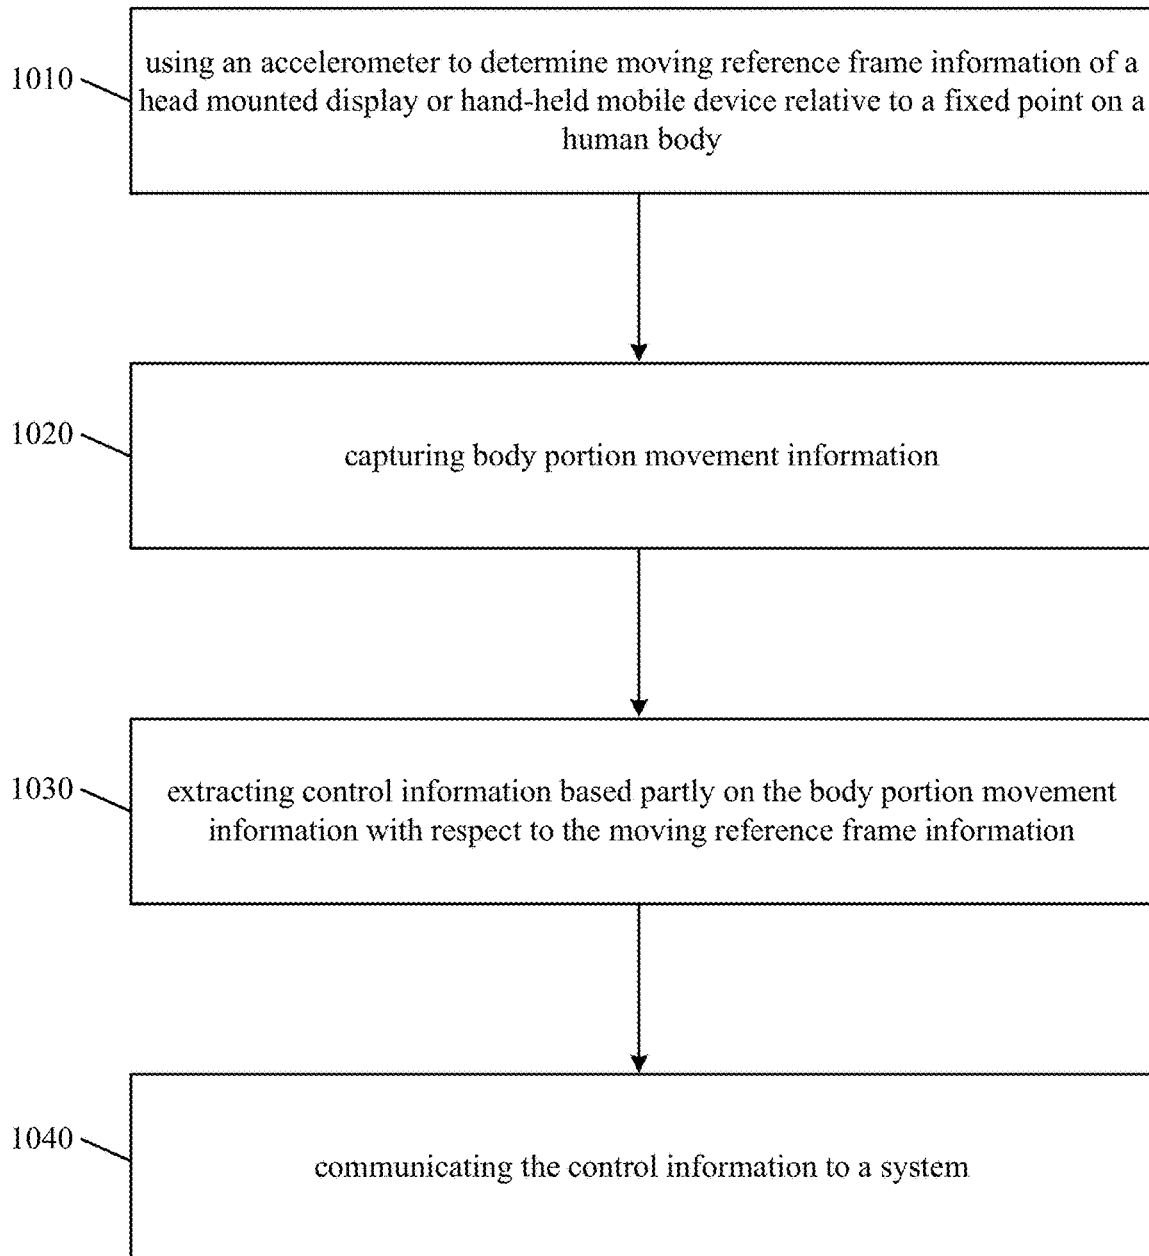 1010
using an accelerometer to determine moving reference frame information of a
head mounted display or hand-held mobile device relative to a fixed point on a
human body
1020
capturing body portion movement information
1030
extracting control information based partly on the body portion movement
information with respect to the moving reference frame information
1040
communicating the control information to a system